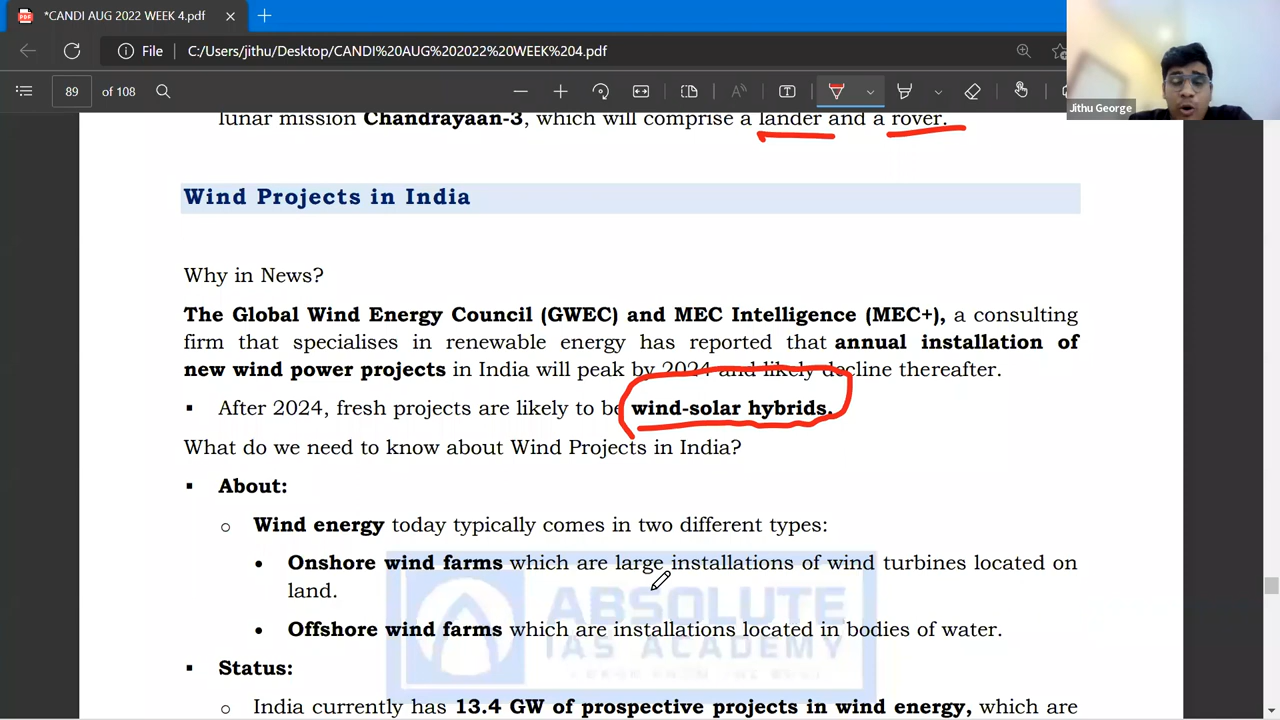 *CANDI AUG 2022 WEEK 4.pdf
File
C:/Users/jithu/Desktop/CANDI%20AUG%202022%20WEEK%204.pdf
89 of 108
Jithu George
lunar mission Chandrayaan-3, which will comprise a lander and a rover.
Wind Projects in India
Why in News?
The Global Wind Energy Council (GWEC) and MEC Intelligence (MEC+), a consulting
firm that specialises in renewable energy has reported that annual installation of
new wind power projects in India will peak by 2024 and likely decline thereafter.
▪ After 2024, fresh projects are likely to be wind-solar hybrids.
What do we need to know about Wind Projects in India?
▪ About:
o Wind energy today typically comes in two different types:
• Onshore wind farms which are large installations of wind turbines located on
land.
• Offshore wind farms which are installations located in bodies of water.
ABSOLUTE
IAS ACADEMY
▪ Status:
o India currently has 13.4 GW of prospective projects in wind energy, which are